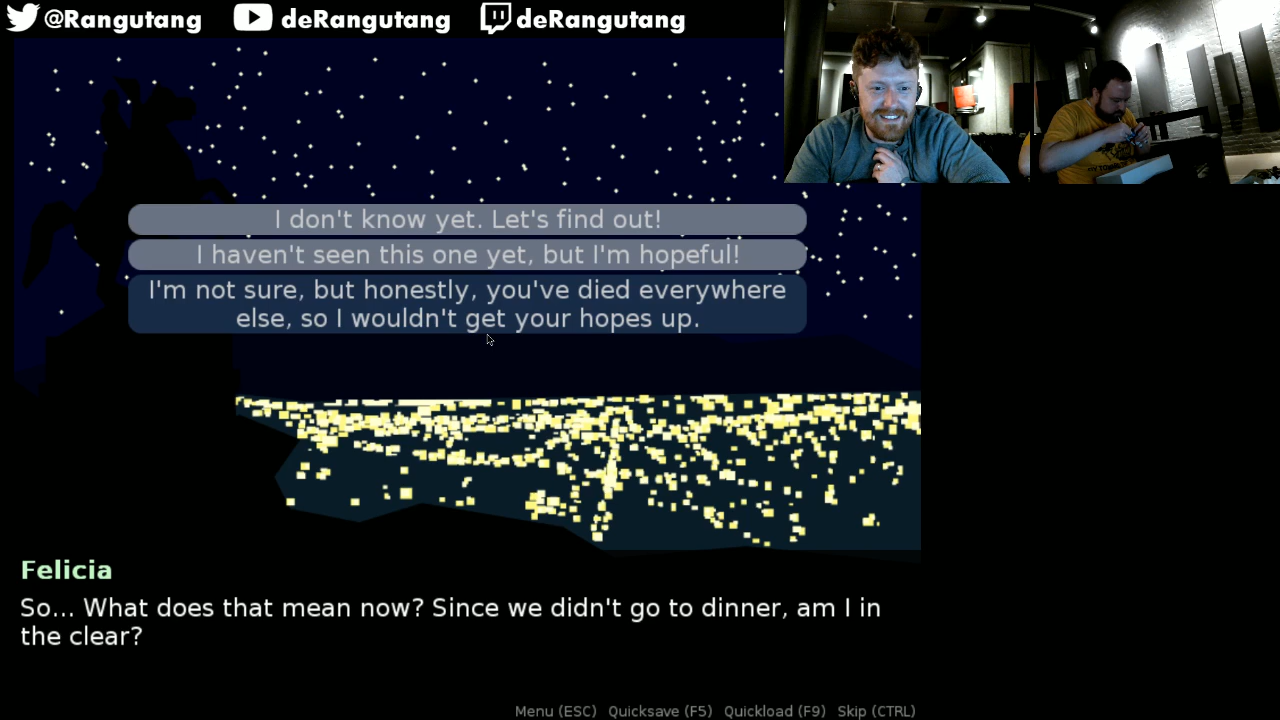 @Rangutang deRangutang deRangutang
I don't know yet. Let's find out!
I haven't seen this one yet, but I'm hopeful!
I'm not sure, but honestly, you've died everywhere
else, so I wouldn't get your hopes up.
Felicia
So... What does that mean now? Since we didn't go to dinner, am I in
the clear?
Menu (ESC) Quicksave (F5) Quickload (F9) Skip (CTRL)